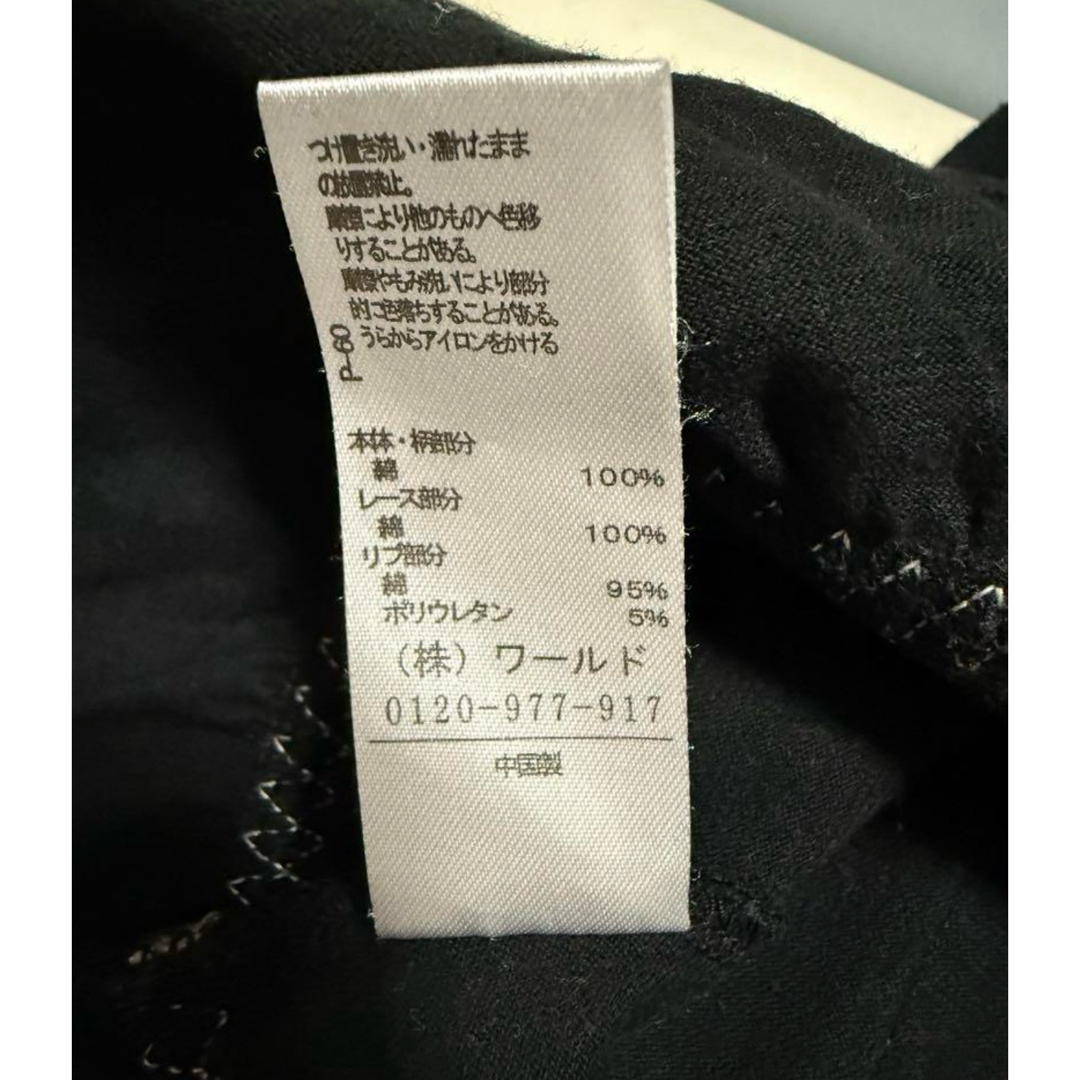 つけ置き洗い・濡れたまま
の放置禁止。
摩擦により他のものへ色移
りすることがある。
摩擦やもみ洗いにより部分
的に色落ちすることがある。
うらからアイロンをかける
P-60
本体・柄部分
綿 100%
レース部分
綿 100%
リブ部分
綿 95%
ポリウレタン 5%
(株) ワールド
0120-977-917
中国製